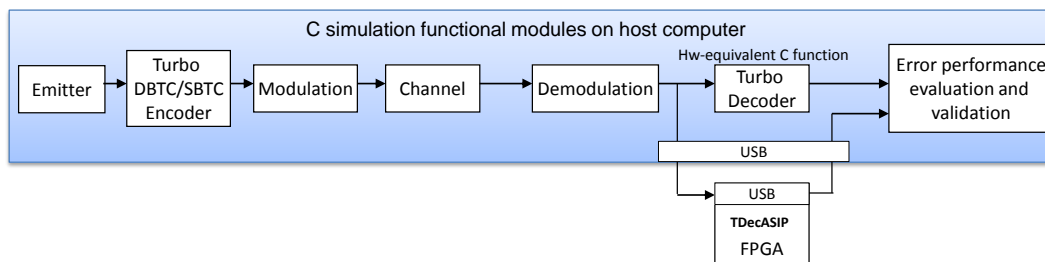 C simulation functional modules on host computer
Hw-equivalent C function
Emitter
Turbo
DBTC/SBTC
Encoder
Modulation
Channel
Demodulation
Turbo
Decoder
Error performance
evaluation and
validation
USB
USB
TDecASIP
FPGA